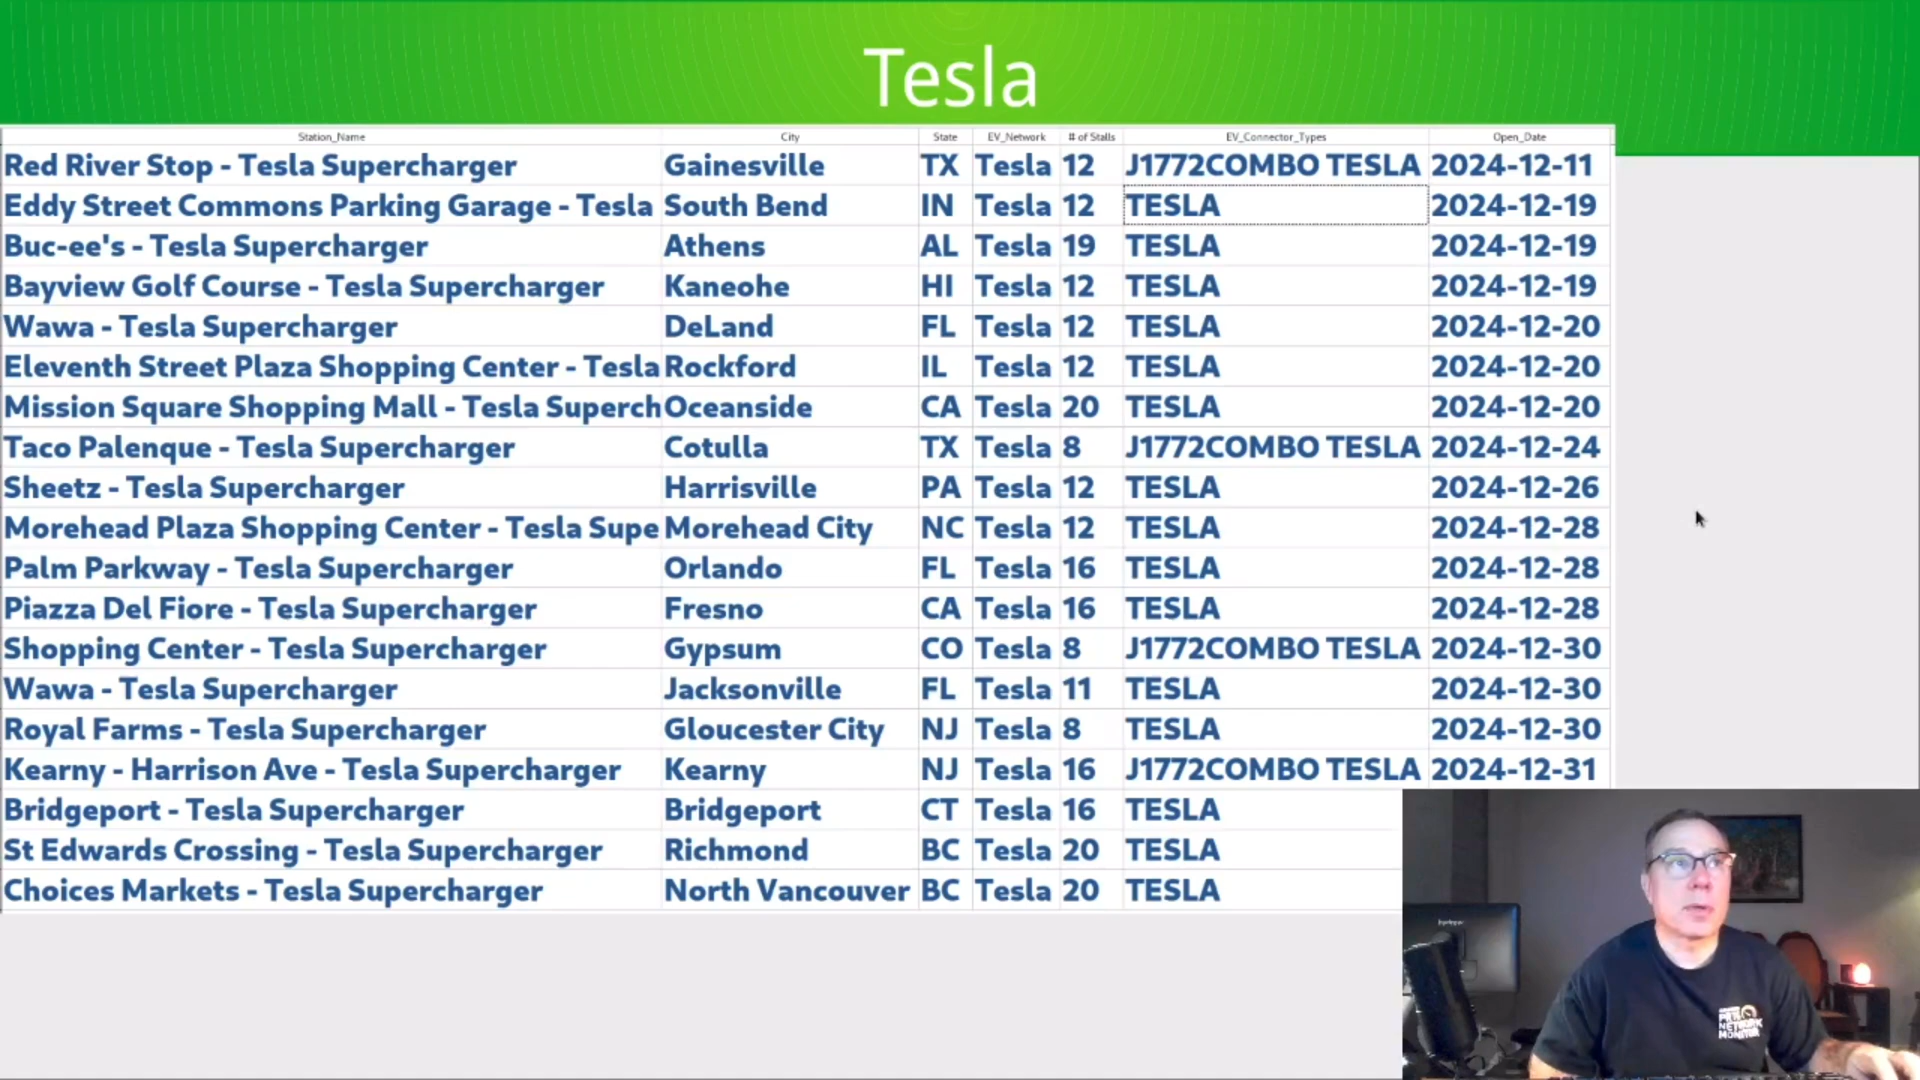 Tesla
Station_Name City State EV_Network # of Stalls EV_Connector_Types Open_Date
Red River Stop - Tesla Supercharger Gainesville TX Tesla 12 J1772COMBO TESLA 2024-12-11
Eddy Street Commons Parking Garage - Tesla South Bend IN Tesla 12 TESLA 2024-12-19
Buc-ee's - Tesla Supercharger Athens AL Tesla 19 TESLA 2024-12-19
Bayview Golf Course - Tesla Supercharger Kaneohe HI Tesla 12 TESLA 2024-12-19
Wawa - Tesla Supercharger DeLand FL Tesla 12 TESLA 2024-12-20
Eleventh Street Plaza Shopping Center - Tesla Rockford IL Tesla 12 TESLA 2024-12-20
Mission Square Shopping Mall - Tesla Superch Oceanside CA Tesla 20 TESLA 2024-12-20
Taco Palenque - Tesla Supercharger Cotulla TX Tesla 8 J1772COMBO TESLA 2024-12-24
Sheetz - Tesla Supercharger Harrisville PA Tesla 12 TESLA 2024-12-26
Morehead Plaza Shopping Center - Tesla Supe Morehead City NC Tesla 12 TESLA 2024-12-28
Palm Parkway - Tesla Supercharger Orlando FL Tesla 16 TESLA 2024-12-28
Piazza Del Fiore - Tesla Supercharger Fresno CA Tesla 16 TESLA 2024-12-28
Shopping Center - Tesla Supercharger Gypsum CO Tesla 8 J1772COMBO TESLA 2024-12-30
Wawa - Tesla Supercharger Jacksonville FL Tesla 11 TESLA 2024-12-30
Royal Farms - Tesla Supercharger Gloucester City NJ Tesla 8 TESLA 2024-12-30
Kearny - Harrison Ave - Tesla Supercharger Kearny NJ Tesla 16 J1772COMBO TESLA 2024-12-31
Bridgeport - Tesla Supercharger Bridgeport CT Tesla 16 TESLA
St Edwards Crossing - Tesla Supercharger Richmond BC Tesla 20 TESLA
Choices Markets - Tesla Supercharger North Vancouver BC Tesla 20 TESLA
PRTG
NETWORK
MONITOR